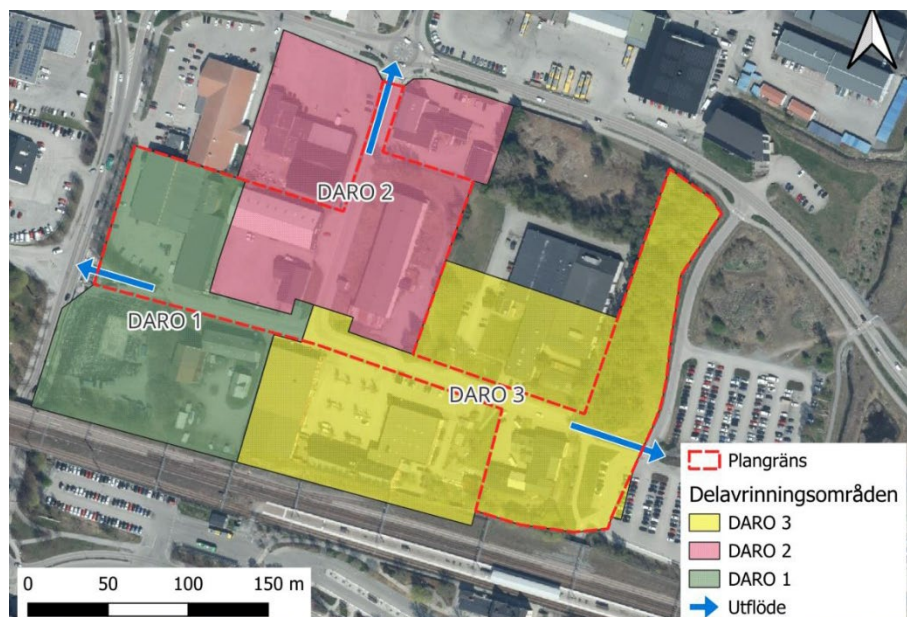 DARO 2
DARO 1
DARO 3
Plangräns
Delavrinningsområden
DARO 3
DARO 2
DARO 1
Utflöde
0 50 100 150 m